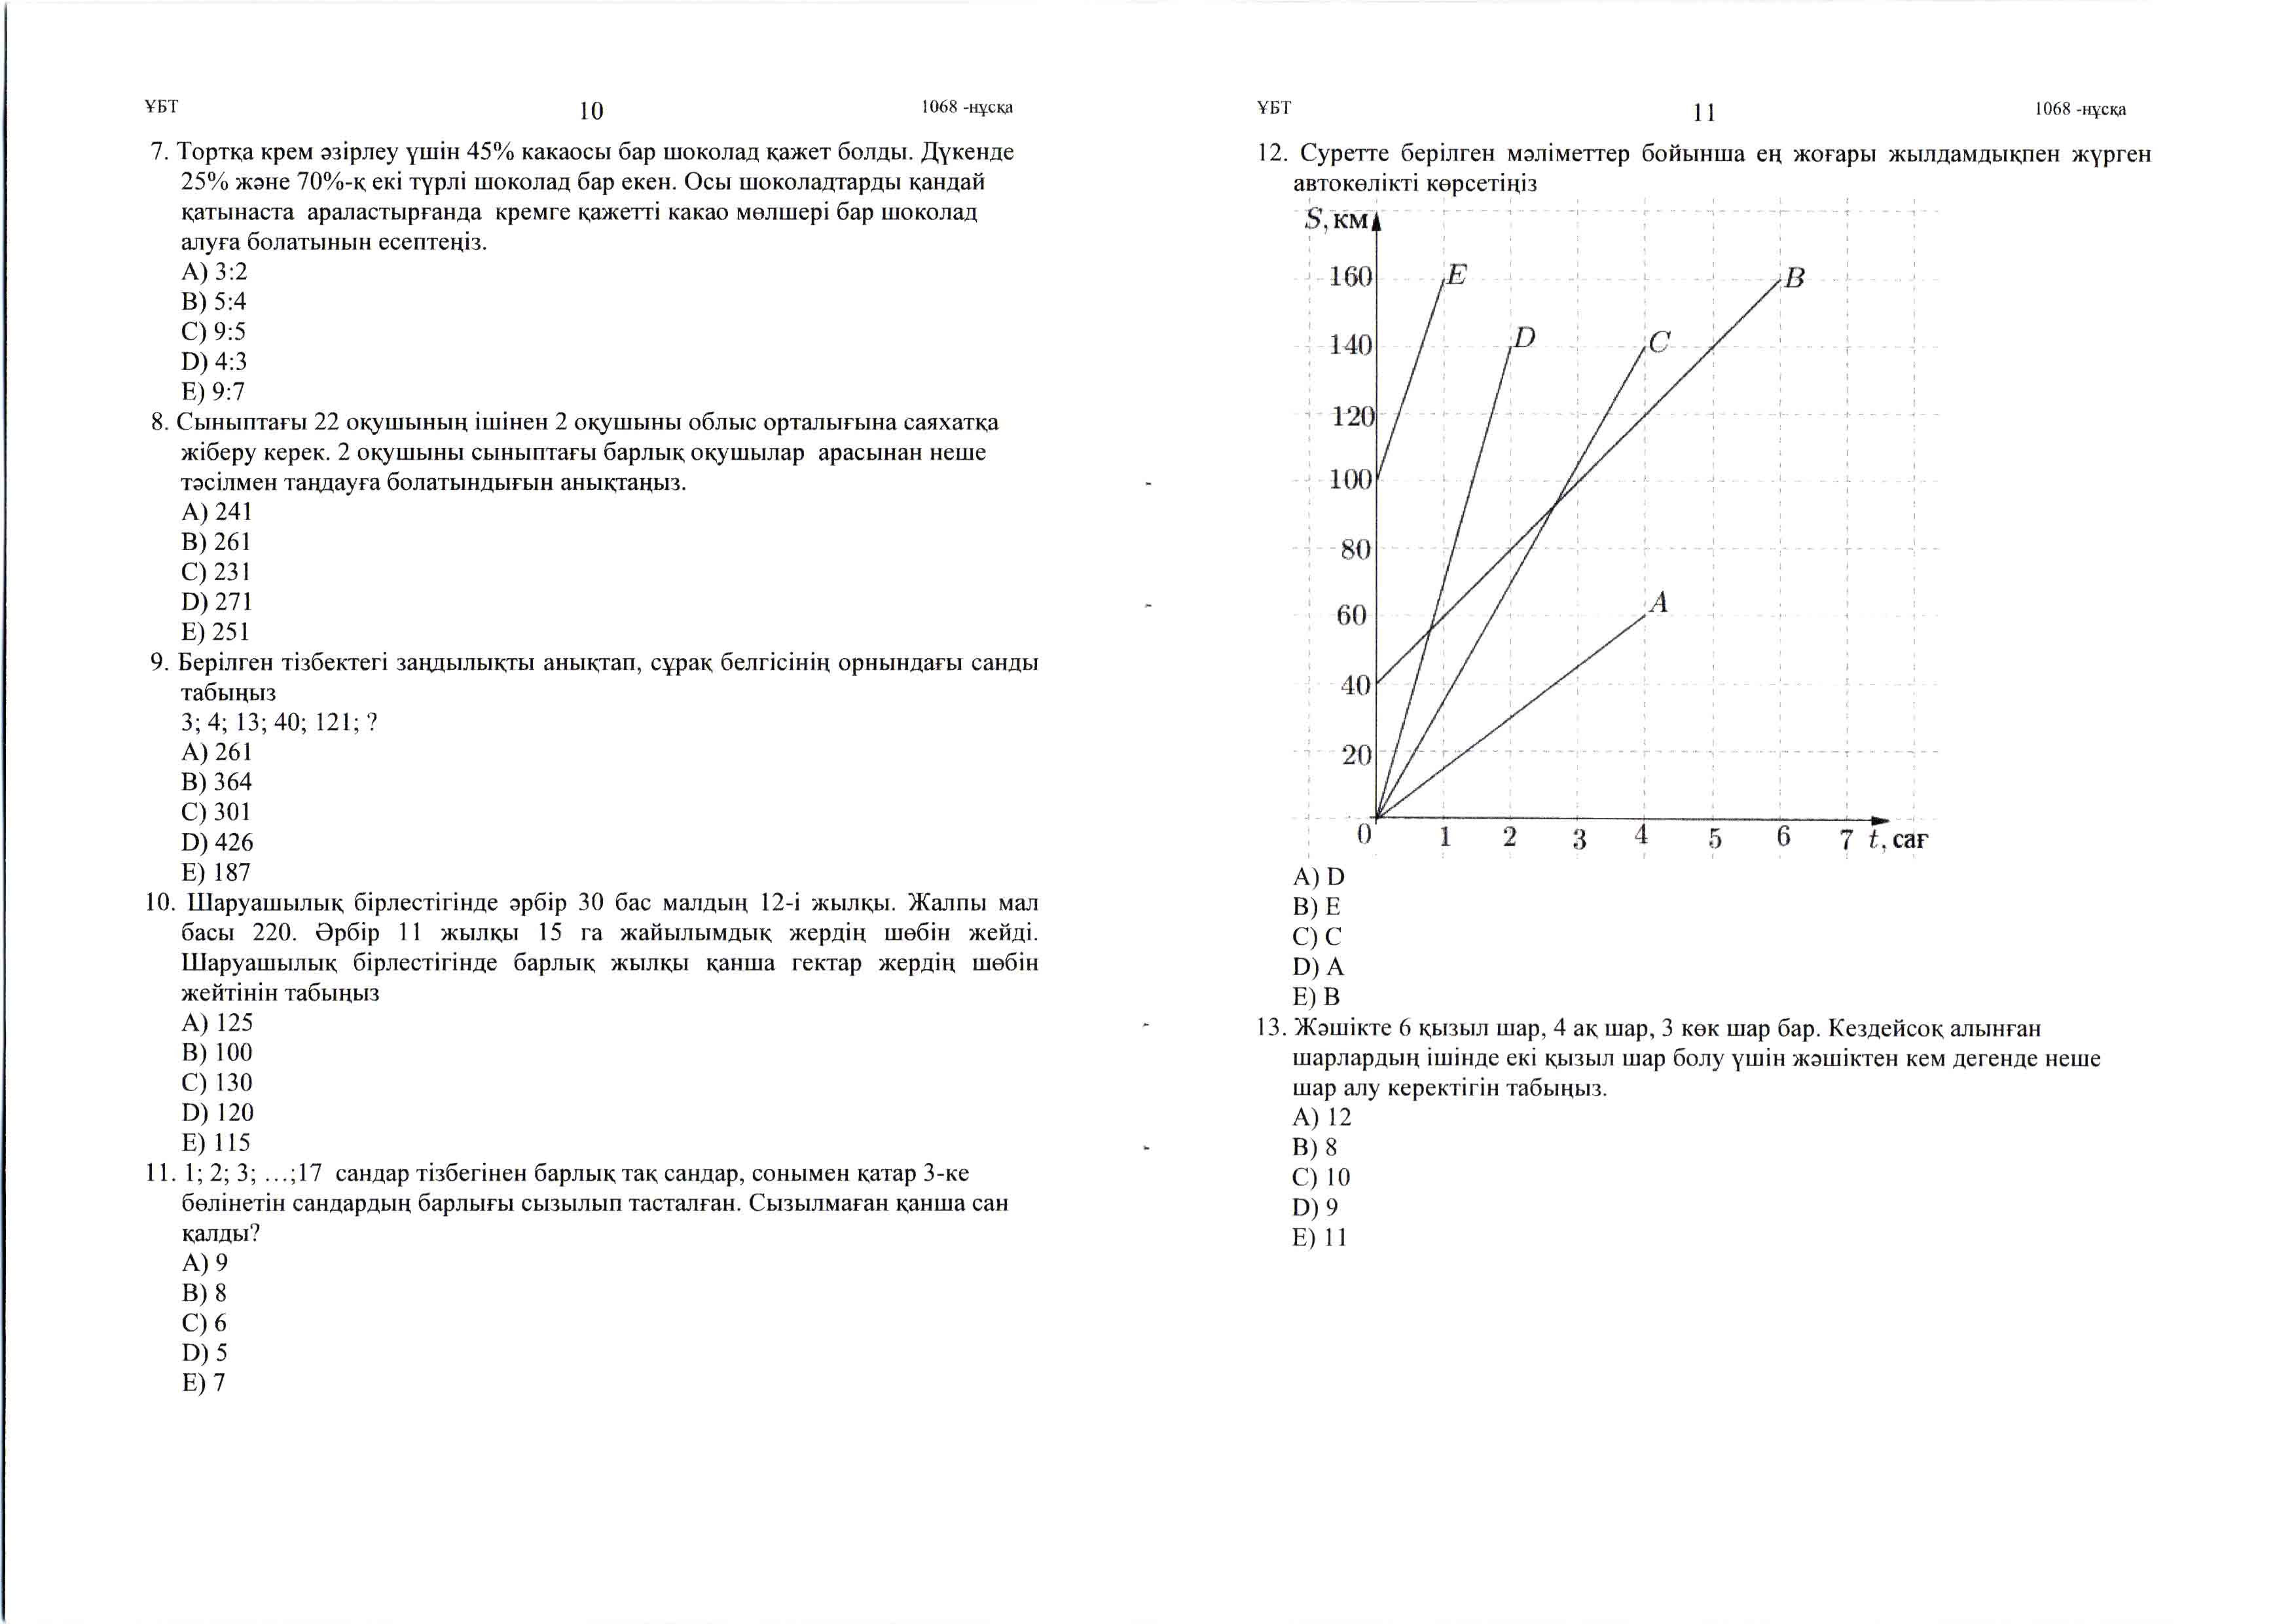 ҰБТ 10 1068 -нұсқа
7. Тортқа крем әзірлеу үшін 45% какаосы бар шоколад қажет болды. Дүкенде
25% және 70%-қ екі түрлі шоколад бар екен. Осы шоколадтарды қандай
қатынаста араластырғанда кремге қажетті какао мөлшері бар шоколад
алуға болатынын есептеңіз.
A) 3:2
B) 5:4
C) 9:5
D) 4:3
E) 9:7
8. Сыныптағы 22 оқушының ішінен 2 оқушыны облыс орталығына саяхатқа
жіберу керек. 2 оқушыны сыныптағы барлық оқушылар арасынан неше
тәсілмен таңдауға болатындығын анықтаңыз.
A) 241
B) 261
C) 231
D) 271
E) 251
9. Берілген тізбектегі заңдылықты анықтап, сұрақ белгісінің орнындағы санды
табыңыз
3; 4; 13; 40; 121; ?
A) 261
B) 364
C) 301
D) 426
E) 187
10. Шаруашылық бірлестігінде әрбір 30 бас малдың 12-і жылқы. Жалпы мал
басы 220. Әрбір 11 жылқы 15 га жайылымдық жердің шөбін жейді.
Шаруашылық бірлестігінде барлық жылқы қанша гектар жердің шөбін
жейтінін табыңыз
A) 125
B) 100
C) 130
D) 120
E) 115
11. 1; 2; 3; …;17 сандар тізбегінен барлық тақ сандар, сонымен қатар 3-ке
бөлінетін сандардың барлығы сызылып тасталған. Сызылмаған қанша сан
қалды?
A) 9
B) 8
C) 6
D) 5
E) 7
ҰБТ 11 1068 -нұсқа
12. Суретте берілген мәліметтер бойынша ең жоғары жылдамдықпен жүрген
автокөлікті көрсетіңіз
S, км
160 E B
140 D C
120
100
80
60 A
40
20
0 1 2 3 4 5 6 7 t, сағ
A) D
B) E
C) C
D) A
E) B
13. Жәшікте 6 қызыл шар, 4 ақ шар, 3 көк шар бар. Кездейсоқ алынған
шарлардың ішінде екі қызыл шар болу үшін жәшіктен кем дегенде неше
шар алу керектігін табыңыз.
A) 12
B) 8
C) 10
D) 9
E) 11